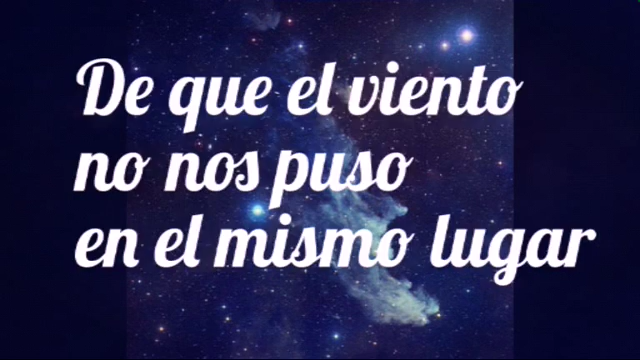 De que el viento
no nos puso
en el mismo lugar